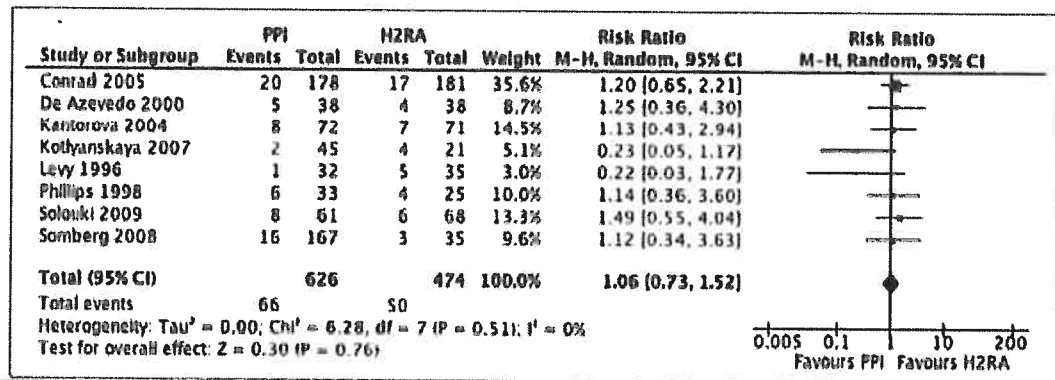 PPI H2RA Risk Ratio Risk Ratio
Study or Subgroup Events Total Events Total Weight M-H, Random, 95% CI M-H, Random, 95% CI
Conrad 2005 20 178 17 181 35.6% 1.20 [0.65, 2.21]
De Azevedo 2000 5 38 4 38 8.7% 1.25 [0.36, 4.30]
Kantorova 2004 8 72 7 71 14.5% 1.13 [0.43, 2.94]
Kotlyanskaya 2007 2 45 4 21 5.1% 0.23 [0.05, 1.17]
Levy 1996 1 32 5 35 3.0% 0.22 [0.03, 1.77]
Phillips 1998 6 33 4 25 10.0% 1.14 [0.36, 3.60]
Solouki 2009 8 61 6 68 13.3% 1.49 [0.55, 4.04]
Somberg 2008 16 167 3 35 9.6% 1.12 [0.34, 3.63]
Total (95% CI) 626 474 100.0% 1.06 [0.73, 1.52]
Total events 66 50
Heterogeneity: Tau² = 0.00; Chi² = 6.28, df = 7 (P = 0.51); I² = 0%
Test for overall effect: Z = 0.30 (P = 0.76)
0.005 0.1 1 10 200
Favours PPI Favours H2RA